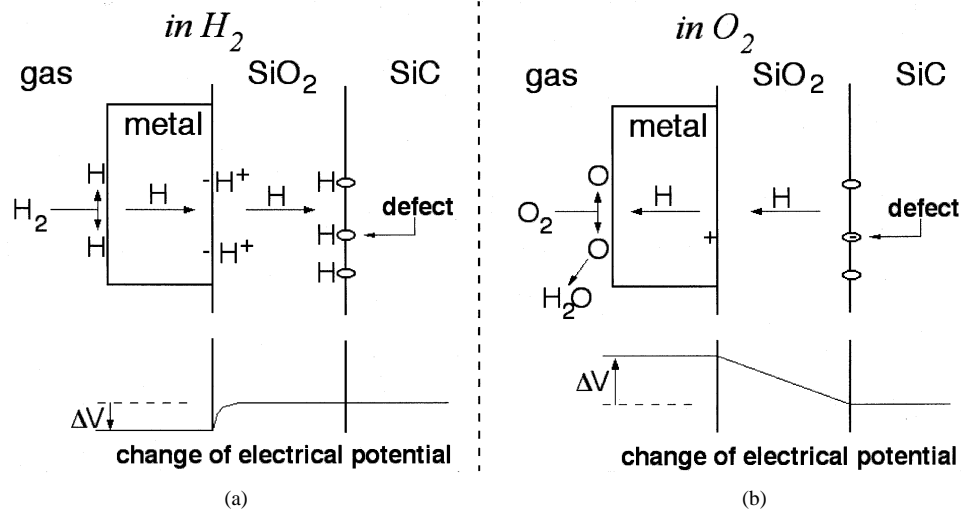 in H₂
gas
SiO₂
SiC
metal
H
H
H⁺
H
H₂
H
H
defect
H
H⁺
H
H
ΔV
change of electrical potential
(a)
in O₂
gas
SiO₂
SiC
metal
O
H
H
O₂
defect
O
+
H₂O
ΔV
change of electrical potential
(b)